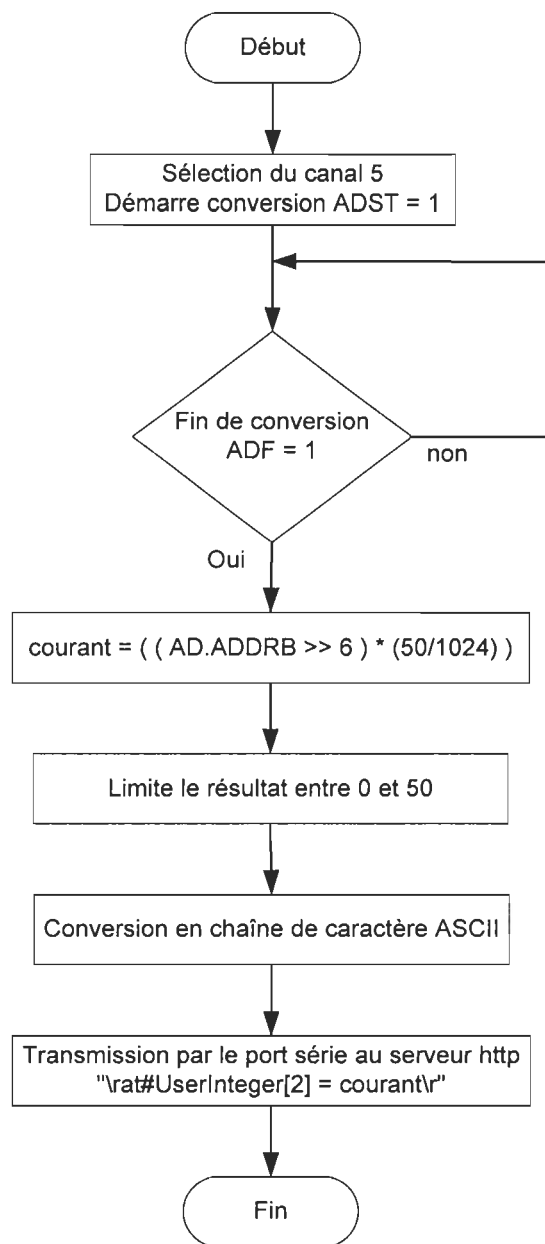 Début
Sélection du canal 5
Démarre conversion ADST = 1
Fin de conversion
ADF = 1
non
Oui
courant = ( ( AD.ADDRB >> 6 ) * (50/1024) )
Limite le résultat entre 0 et 50
Conversion en chaîne de caractère ASCII
Transmission par le port série au serveur http
"\rat#UserInteger[2] = courant\r"
Fin